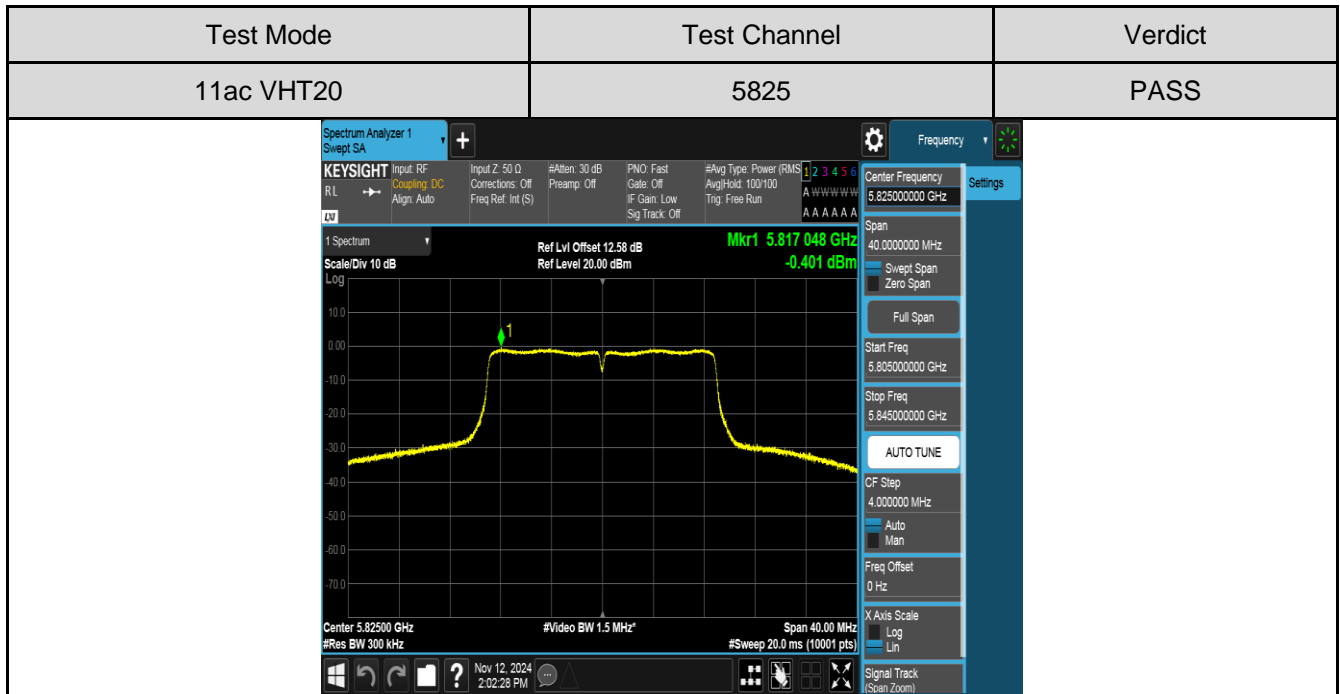 Test Mode
Test Channel
Verdict
11ac VHT20
5825
PASS
Spectrum Analyzer 1
Swept SA
+
Frequency
KEYSIGHT
RL
LXI
Input: RF
Coupling: DC
Align: Auto
Input Z: 50 Ω
Corrections: Off
Freq Ref: Int (S)
#Atten: 30 dB
Preamp: Off
PNO: Fast
Gate: Off
IF Gain: Low
Sig Track: Off
#Avg Type: Power (RMS
Avg|Hold: 100/100
Trig: Free Run
1 2 3 4 5 6
A W W W W W
A A A A A A
1 Spectrum
Scale/Div 10 dB
Ref Lvl Offset 12.58 dB
Ref Level 20.00 dBm
Mkr1 5.817 048 GHz
-0.401 dBm
Log
10.0
0.00
-10.0
-20.0
-30.0
-40.0
-50.0
-60.0
-70.0
1
Center 5.82500 GHz
#Res BW 300 kHz
#Video BW 1.5 MHz*
Span 40.00 MHz
#Sweep 20.0 ms (10001 pts)
Center Frequency
5.825000000 GHz
Settings
Span
40.0000000 MHz
Swept Span
Zero Span
Full Span
Start Freq
5.805000000 GHz
Stop Freq
5.845000000 GHz
AUTO TUNE
CF Step
4.000000 MHz
Auto
Man
Freq Offset
0 Hz
X Axis Scale
Log
Lin
Signal Track
(Span Zoom)
?
Nov 12, 2024
2:02:28 PM